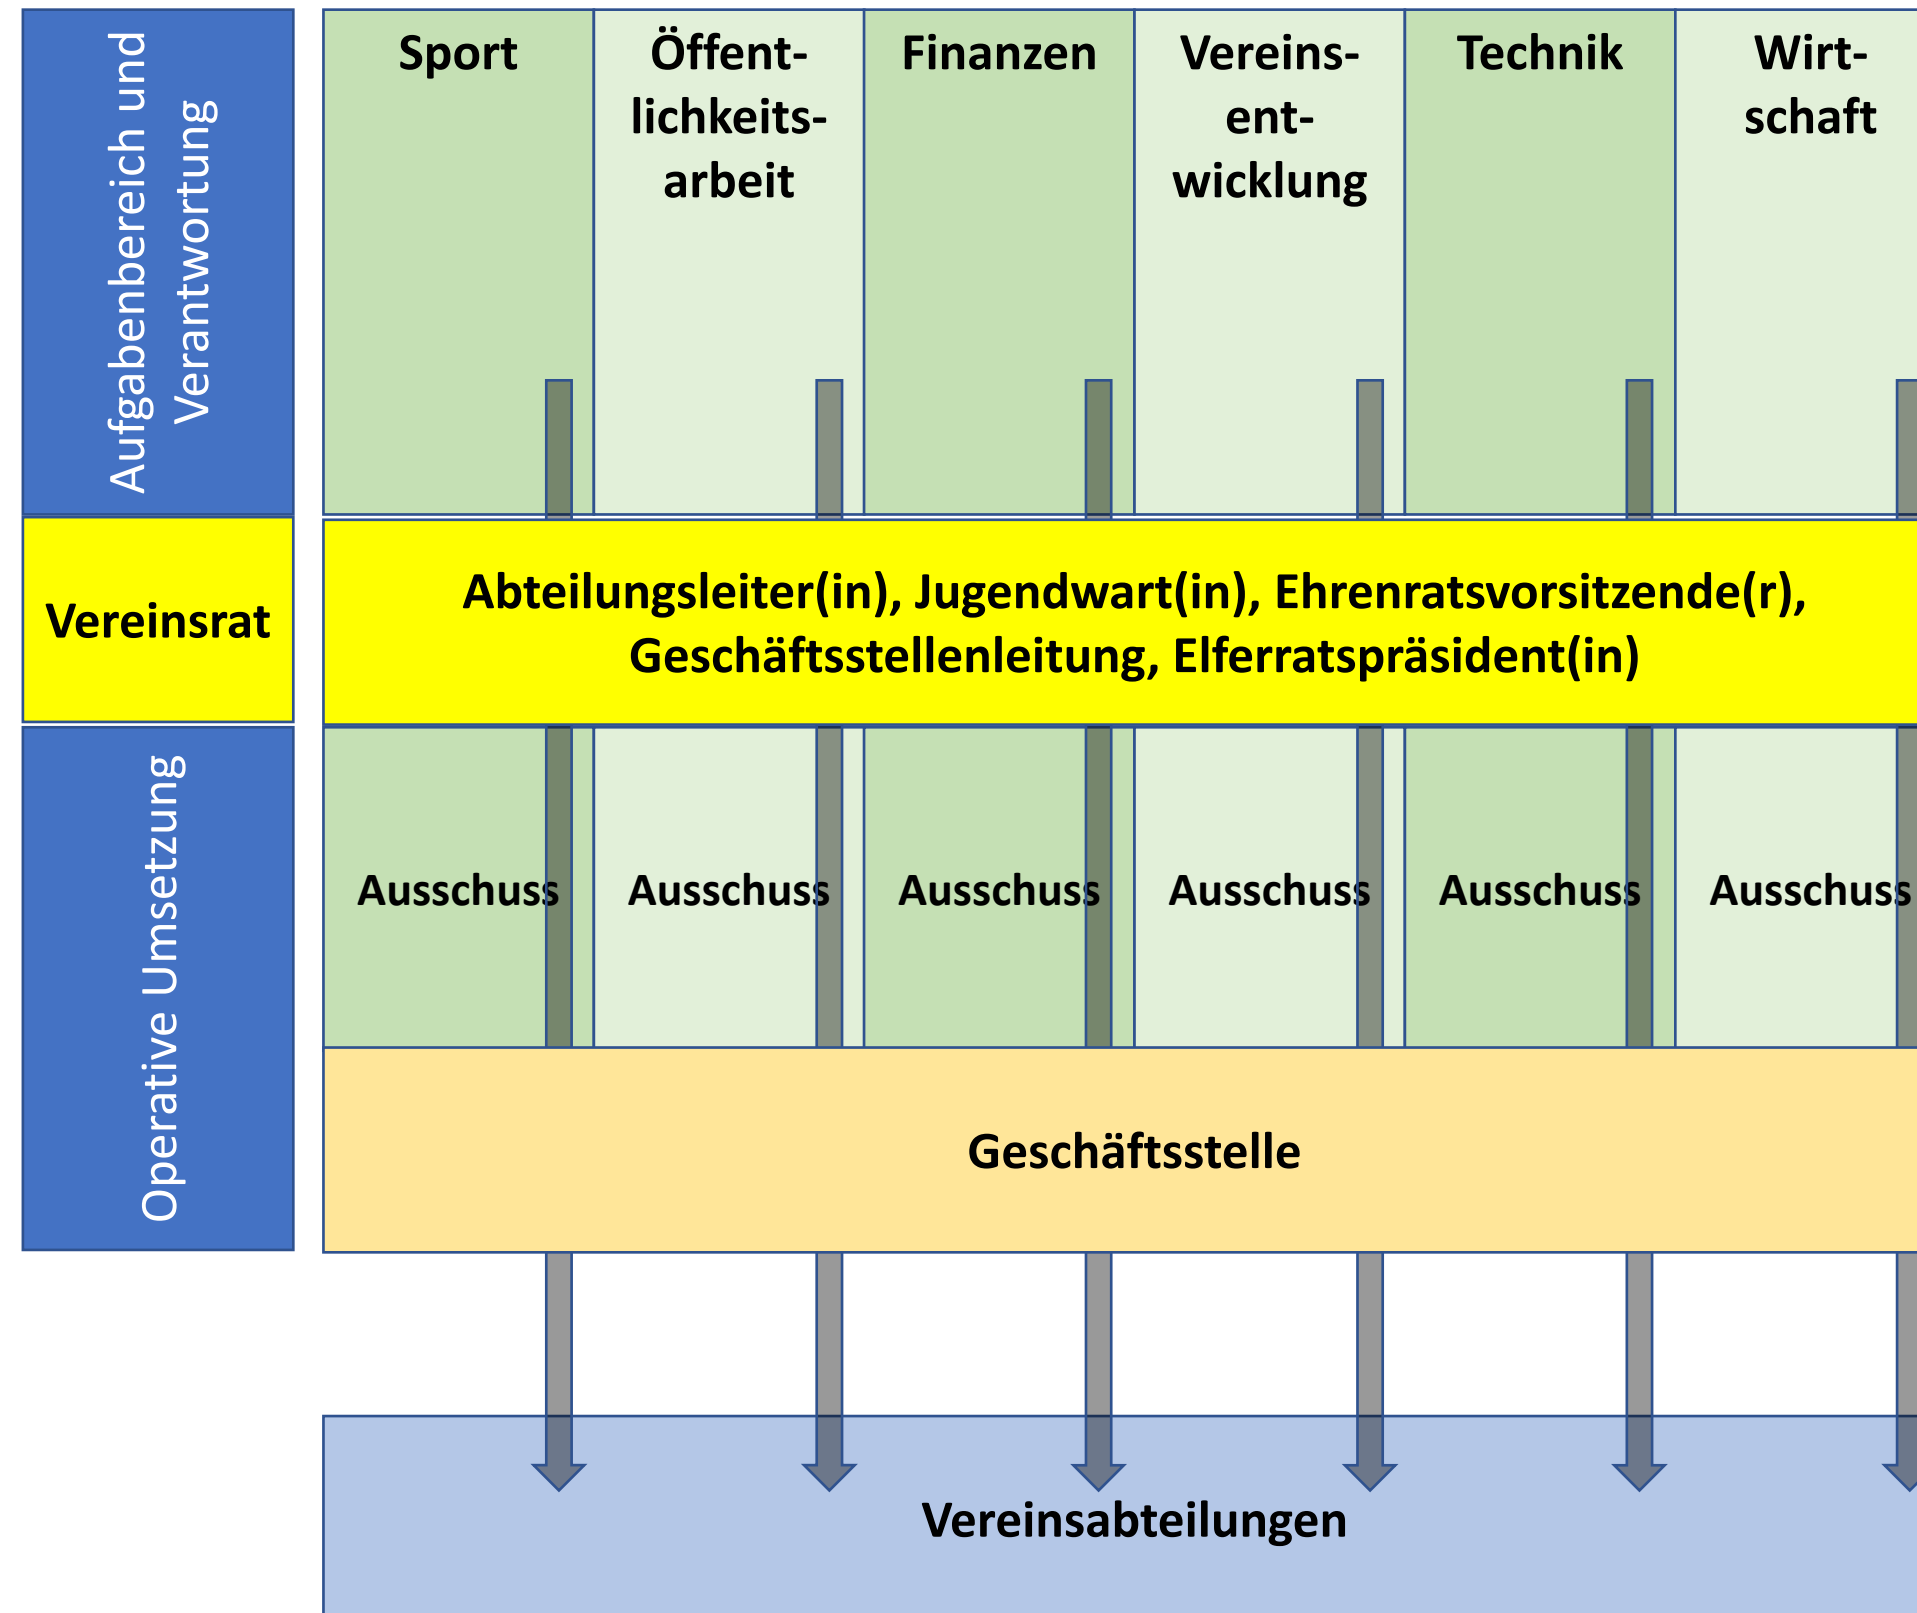 Aufgabenbereich und
Verantwortung
Sport
Öffent-
lichkeits-
arbeit
Finanzen
Vereins-
ent-
wicklung
Technik
Wirt-
schaft
Vereinsrat
Abteilungsleiter(in), Jugendwart(in), Ehrenratsvorsitzende(r),
Geschäftsstellenleitung, Elferratspräsident(in)
Operative Umsetzung
Ausschuss
Ausschuss
Ausschuss
Ausschuss
Ausschuss
Ausschuss
Geschäftsstelle
Vereinsabteilungen